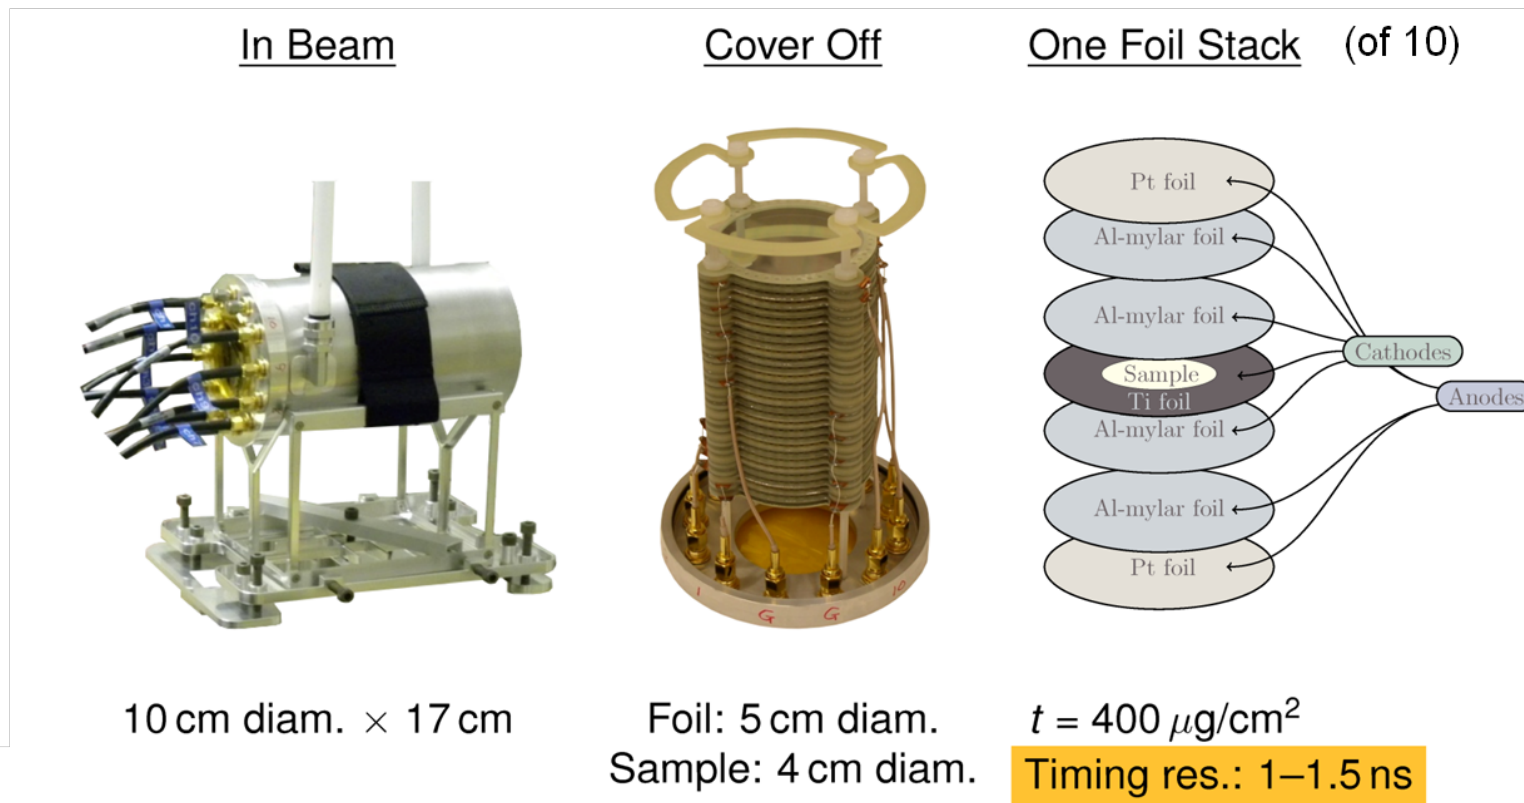 In Beam
Cover Off
One Foil Stack (of 10)
Pt foil
Al-mylar foil
Al-mylar foil
Cathodes
Sample
Anodes
Ti foil
Al-mylar foil
Al-mylar foil
Pt foil
1
G
G
10
10 cm diam. × 17 cm
Foil: 5 cm diam.
Sample: 4 cm diam.
t = 400 μg/cm²
Timing res.: 1–1.5 ns